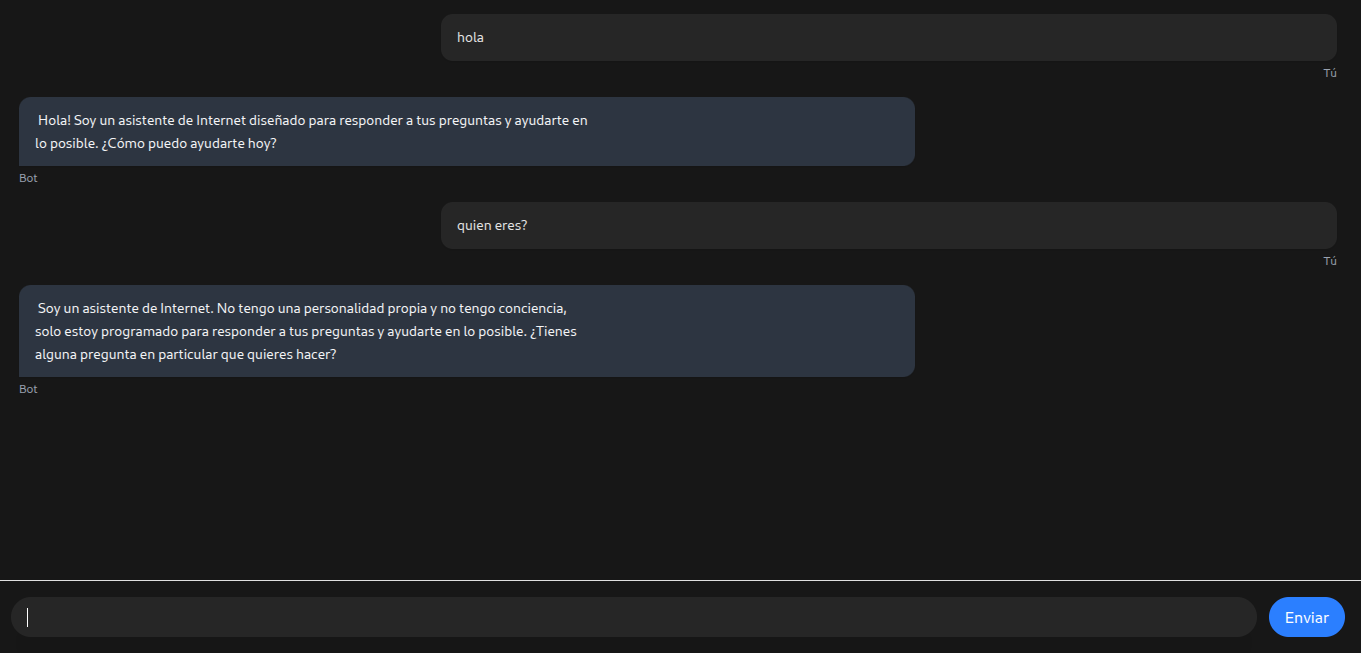 hola
Tú
Hola! Soy un asistente de Internet diseñado para responder a tus preguntas y ayudarte en
lo posible. ¿Cómo puedo ayudarte hoy?
Bot
quien eres?
Tú
Soy un asistente de Internet. No tengo una personalidad propia y no tengo conciencia,
solo estoy programado para responder a tus preguntas y ayudarte en lo posible. ¿Tienes
alguna pregunta en particular que quieres hacer?
Bot
Enviar